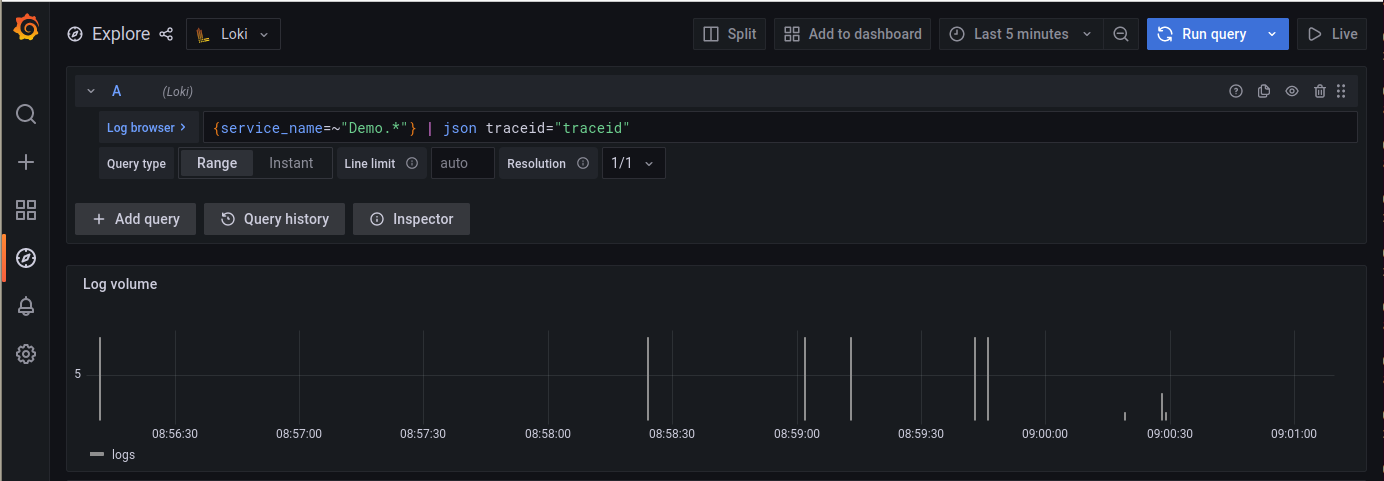 Explore Loki Split Add to dashboard Last 5 minutes Run query Live
A (Loki)
Log browser > {service_name=~"Demo.*"} | json traceid="traceid"
Query type Range Instant Line limit auto Resolution 1/1
+ Add query Query history Inspector
Log volume
5
08:56:30 08:57:00 08:57:30 08:58:00 08:58:30 08:59:00 08:59:30 09:00:00 09:00:30 09:01:00
logs